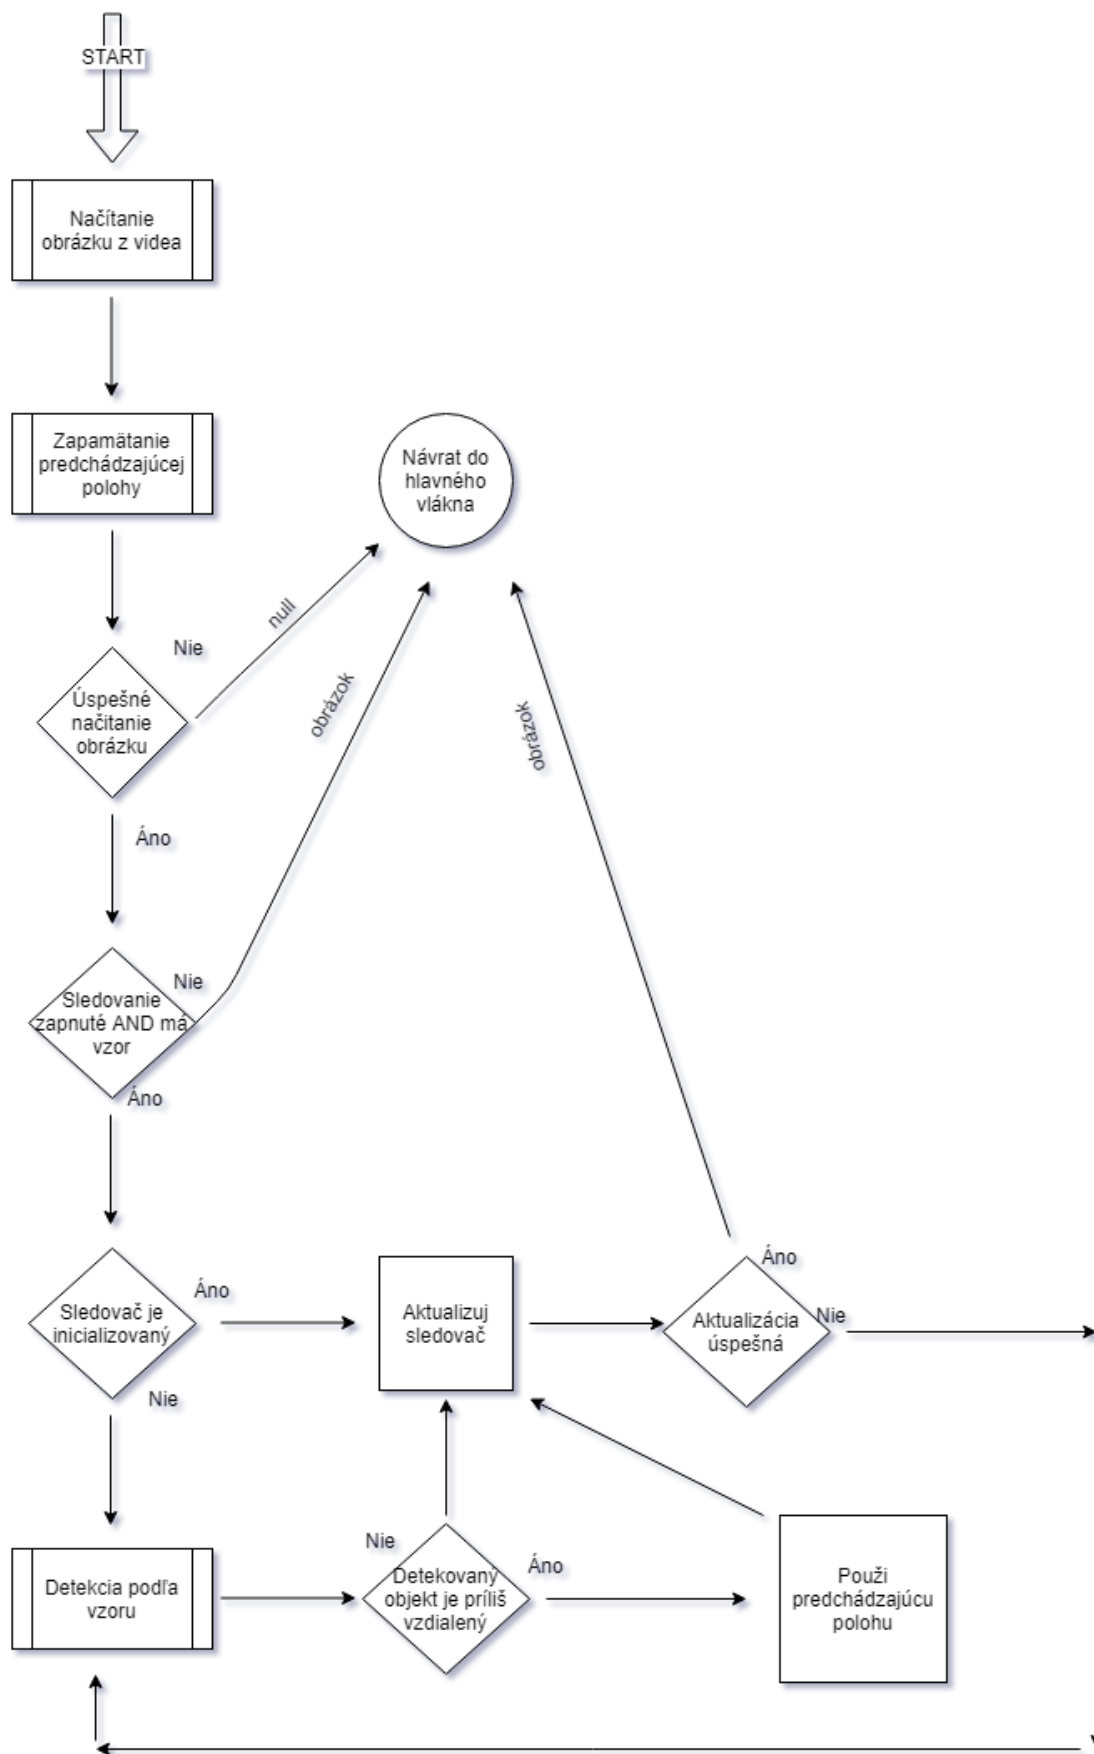 START
Načítanie
obrázku z videa
Zapamätanie
predchádzajúcej
polohy
Návrat do
hlavného
vlákna
null
Nie
Úspešné
načitanie
obrázku
obrázok
obrázok
Áno
Nie
Sledovanie
zapnuté AND má
vzor
Áno
Sledovač je
inicializovaný
Áno
Aktualizuj
sledovač
Áno
Aktualizácia
úspešná
Nie
Nie
Detekcia podľa
vzoru
Nie
Detekovaný
objekt je príliš
vzdialený
Áno
Použi
predchádzajúcu
polohu